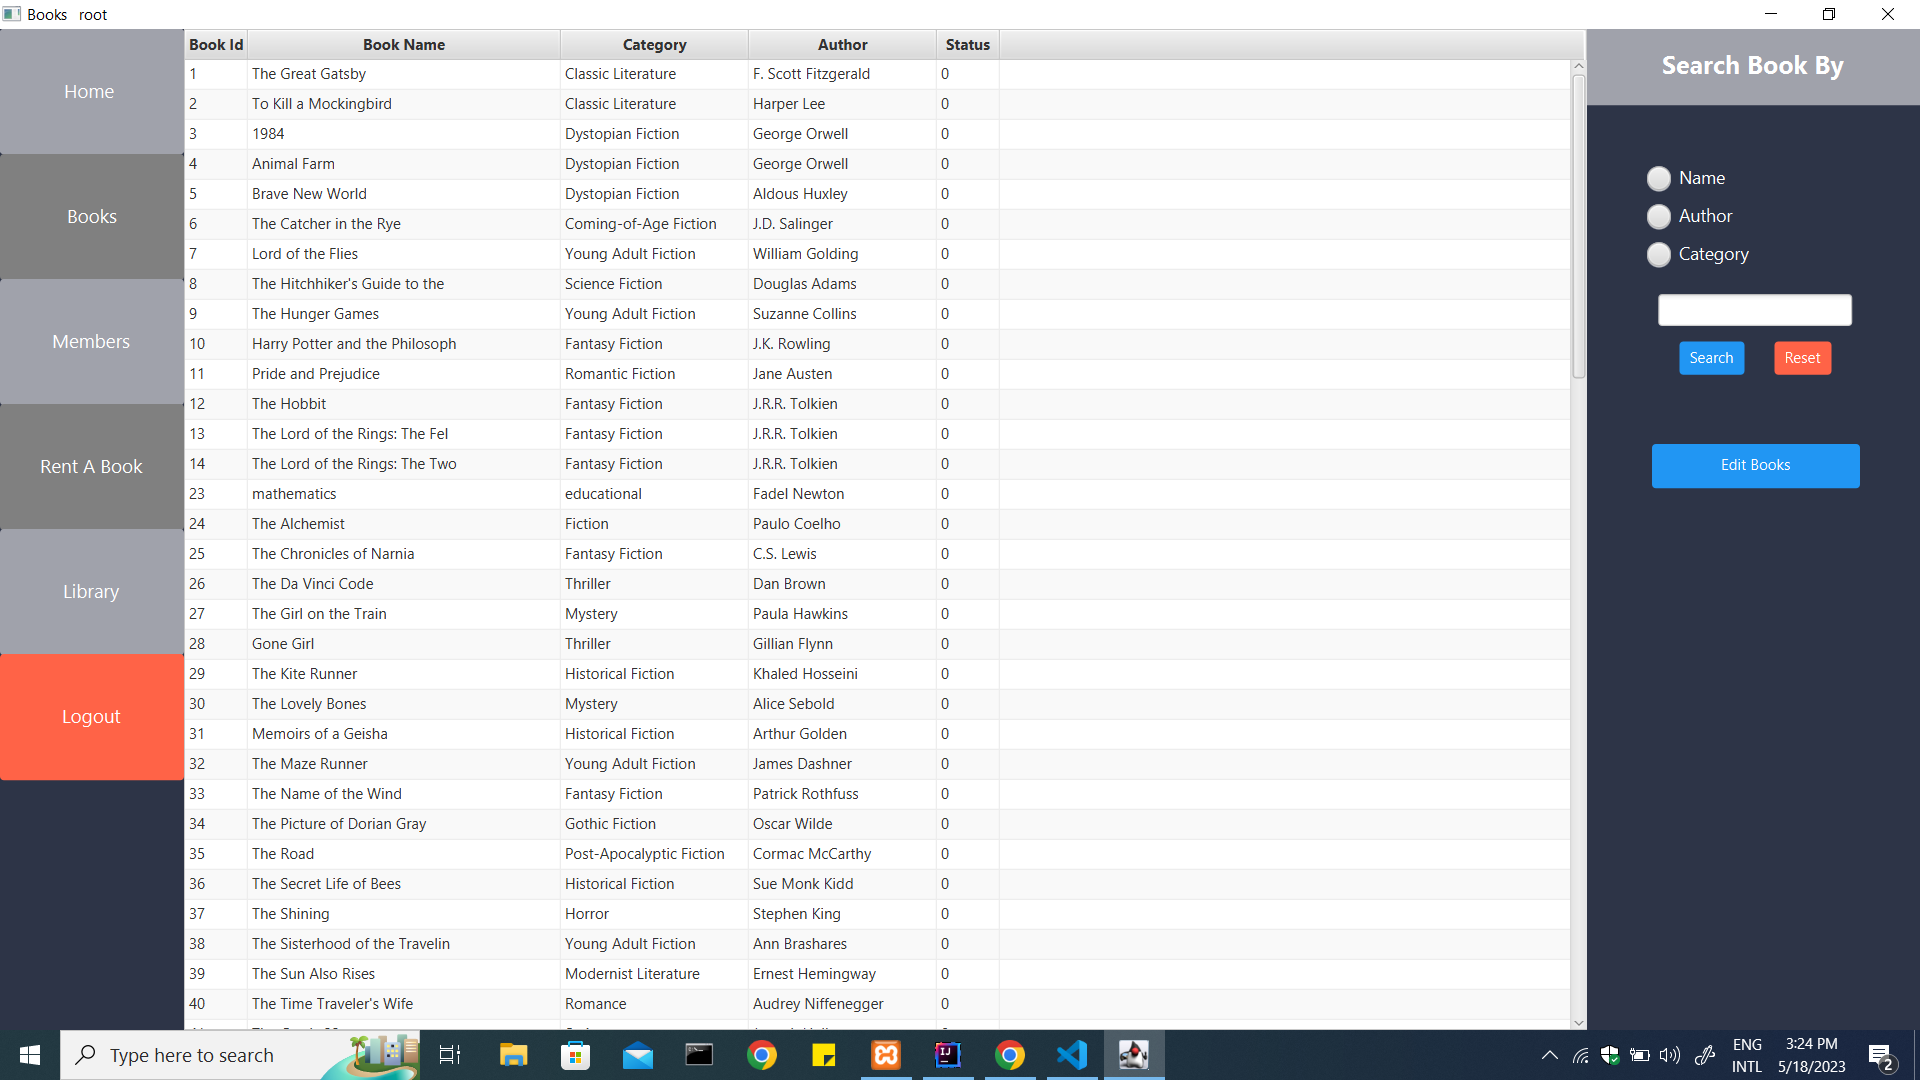 Books root
Home
Books
Members
Rent A Book
Library
Logout
Book Id Book Name Category Author Status
1 The Great Gatsby Classic Literature F. Scott Fitzgerald 0
2 To Kill a Mockingbird Classic Literature Harper Lee 0
3 1984 Dystopian Fiction George Orwell 0
4 Animal Farm Dystopian Fiction George Orwell 0
5 Brave New World Dystopian Fiction Aldous Huxley 0
6 The Catcher in the Rye Coming-of-Age Fiction J.D. Salinger 0
7 Lord of the Flies Young Adult Fiction William Golding 0
8 The Hitchhiker's Guide to the Science Fiction Douglas Adams 0
9 The Hunger Games Young Adult Fiction Suzanne Collins 0
10 Harry Potter and the Philosoph Fantasy Fiction J.K. Rowling 0
11 Pride and Prejudice Romantic Fiction Jane Austen 0
12 The Hobbit Fantasy Fiction J.R.R. Tolkien 0
13 The Lord of the Rings: The Fel Fantasy Fiction J.R.R. Tolkien 0
14 The Lord of the Rings: The Two Fantasy Fiction J.R.R. Tolkien 0
23 mathematics educational Fadel Newton 0
24 The Alchemist Fiction Paulo Coelho 0
25 The Chronicles of Narnia Fantasy Fiction C.S. Lewis 0
26 The Da Vinci Code Thriller Dan Brown 0
27 The Girl on the Train Mystery Paula Hawkins 0
28 Gone Girl Thriller Gillian Flynn 0
29 The Kite Runner Historical Fiction Khaled Hosseini 0
30 The Lovely Bones Mystery Alice Sebold 0
31 Memoirs of a Geisha Historical Fiction Arthur Golden 0
32 The Maze Runner Young Adult Fiction James Dashner 0
33 The Name of the Wind Fantasy Fiction Patrick Rothfuss 0
34 The Picture of Dorian Gray Gothic Fiction Oscar Wilde 0
35 The Road Post-Apocalyptic Fiction Cormac McCarthy 0
36 The Secret Life of Bees Historical Fiction Sue Monk Kidd 0
37 The Shining Horror Stephen King 0
38 The Sisterhood of the Travelin Young Adult Fiction Ann Brashares 0
39 The Sun Also Rises Modernist Literature Ernest Hemingway 0
40 The Time Traveler's Wife Romance Audrey Niffenegger 0
Search Book By
Name
Author
Category
Search Reset
Edit Books
Type here to search
ENG
INTL
3:24 PM
5/18/2023
2